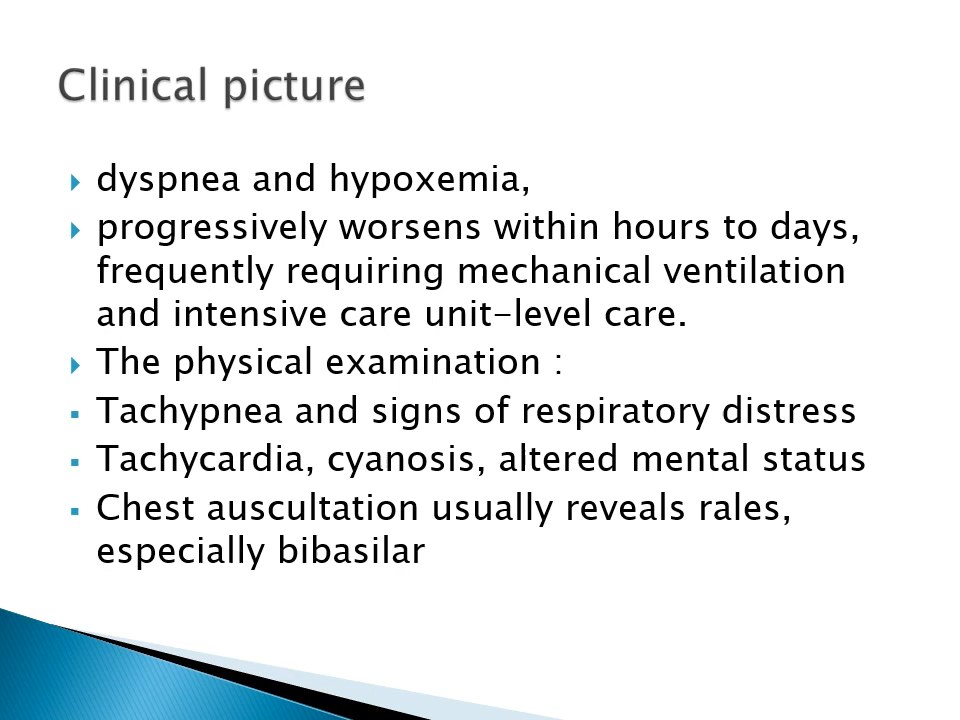 Clinical picture
dyspnea and hypoxemia,
progressively worsens within hours to days,
frequently requiring mechanical ventilation
and intensive care unit-level care.
The physical examination :
Tachypnea and signs of respiratory distress
Tachycardia, cyanosis, altered mental status
Chest auscultation usually reveals rales,
especially bibasilar